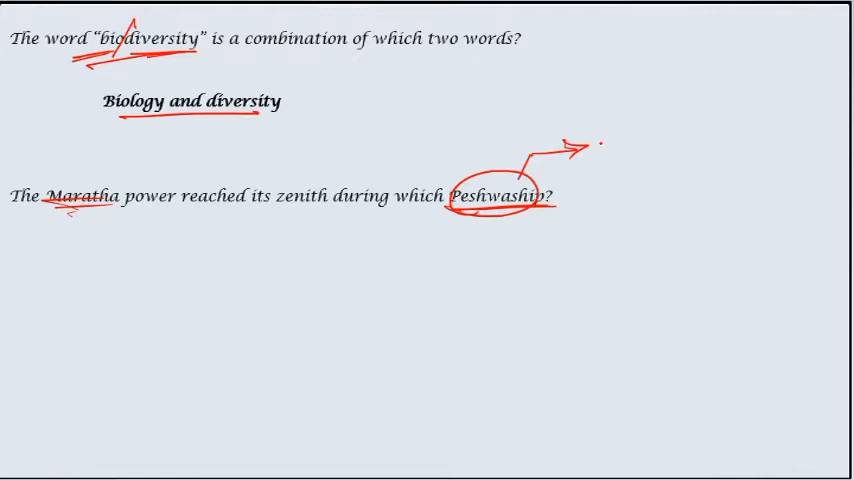 The word “biodiversity” is a combination of which two words?
Biology and diversity
The Maratha power reached its zenith during which Peshwaship?